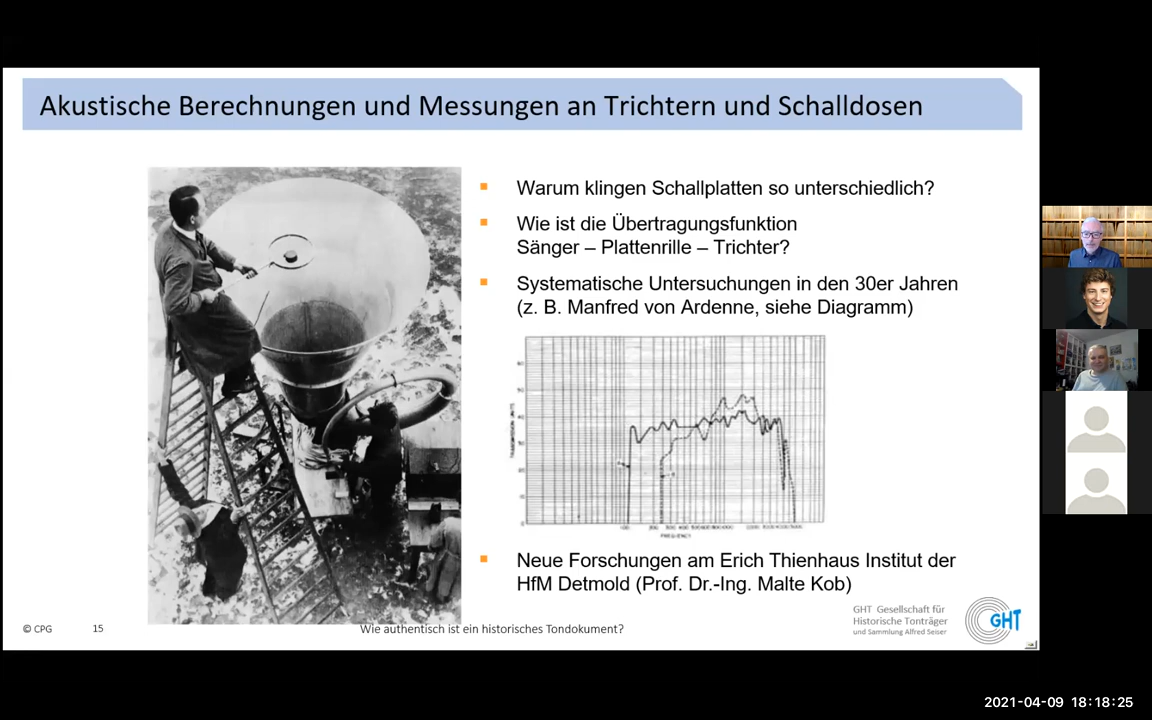 Akustische Berechnungen und Messungen an Trichtern und Schalldosen
Warum klingen Schallplatten so unterschiedlich?
Wie ist die Übertragungsfunktion
Sänger – Plattenrille – Trichter?
Systematische Untersuchungen in den 30er Jahren
(z. B. Manfred von Ardenne, siehe Diagramm)
FREQUENCY
Neue Forschungen am Erich Thienhaus Institut der
HfM Detmold (Prof. Dr.-Ing. Malte Kob)
© CPG
15
Wie authentisch ist ein historisches Tondokument?
GHT Gesellschaft für
Historische Tonträger
und Sammlung Alfred Seiser
GHT
2021-04-09 18:18:25